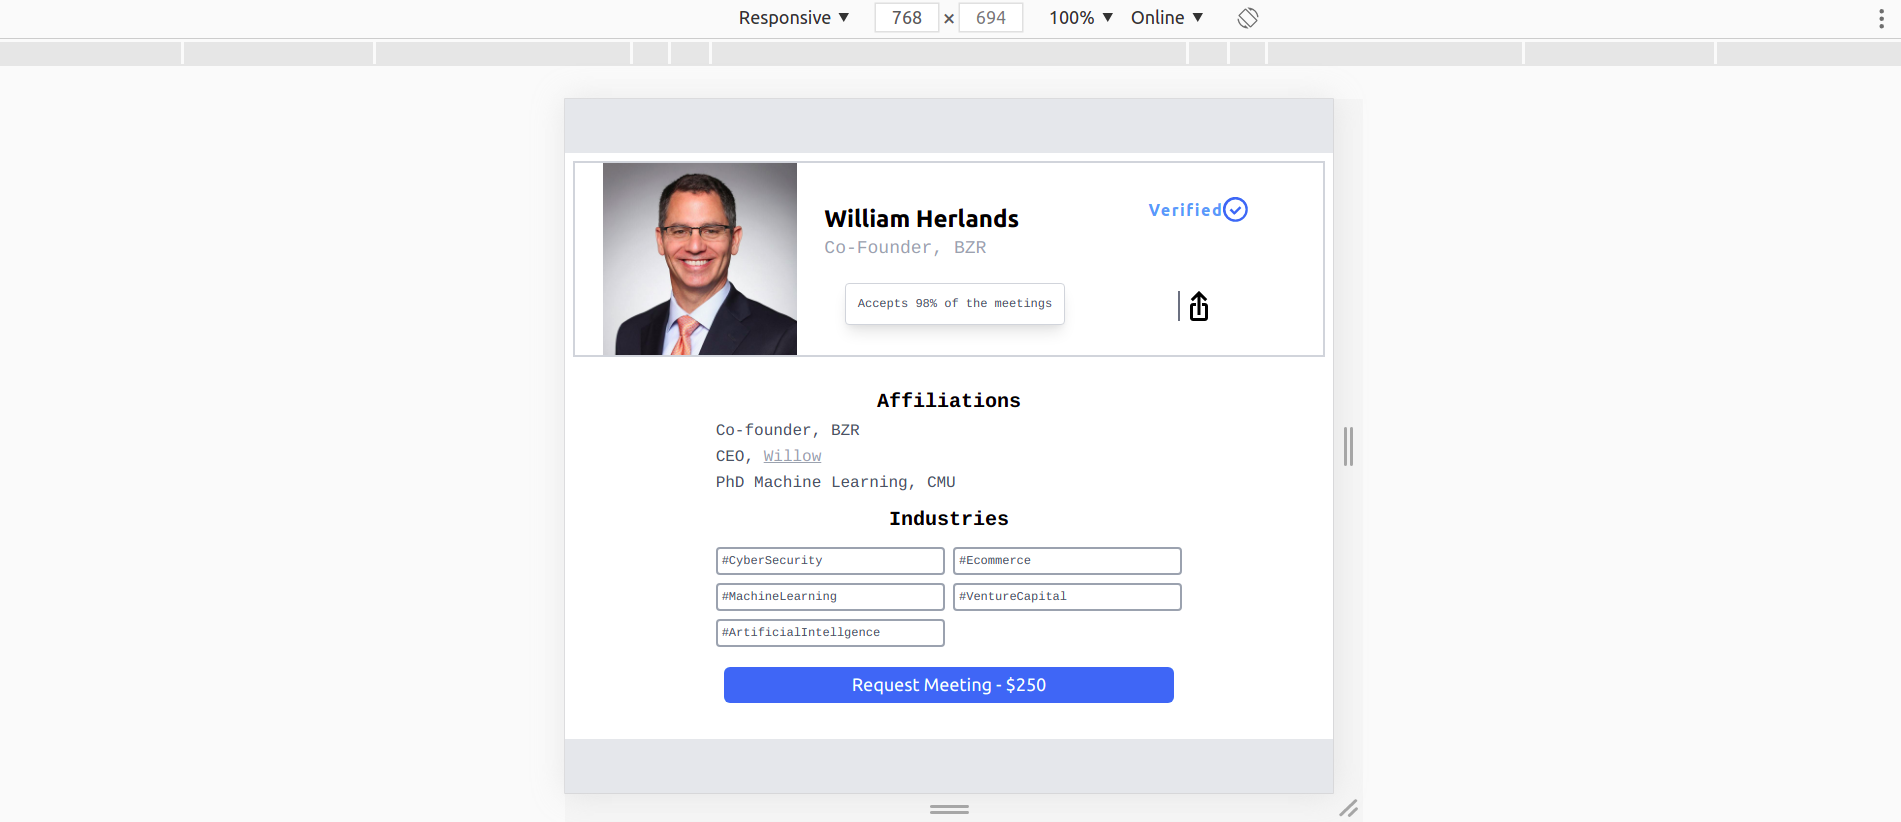 Responsive ▼ 768 × 694 100% ▼ Online ▼
William Herlands
Verified
Co-Founder, BZR
Accepts 98% of the meetings
Affiliations
Co-founder, BZR
CEO, Willow
PhD Machine Learning, CMU
Industries
#CyberSecurity #Ecommerce
#MachineLearning #VentureCapital
#ArtificialIntellgence
Request Meeting - $250